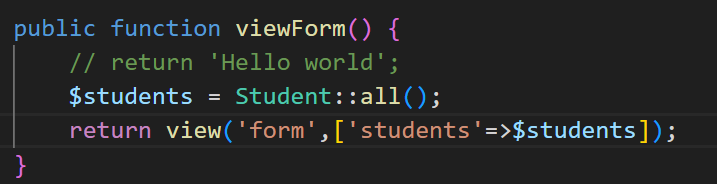 public function viewForm() {
    // return 'Hello world';
    $students = Student::all();
    return view('form',['students'=>$students]);
}